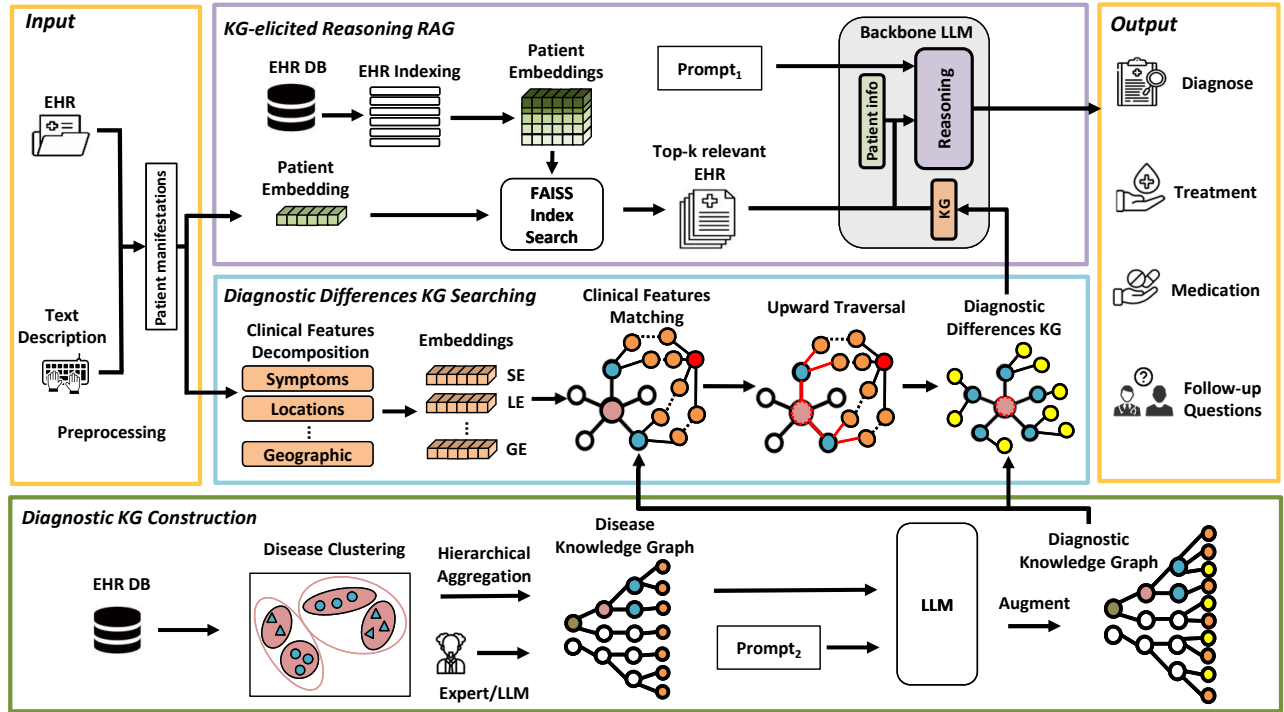 Input
EHR
Text
Description
Preprocessing
Patient manifestations
KG-elicited Reasoning RAG
EHR DB
EHR Indexing
Patient
Embeddings
Patient
Embedding
FAISS
Index
Search
Top-k relevant
EHR
Prompt1
Backbone LLM
Patient info
Reasoning
KG
Diagnostic Differences KG Searching
Clinical Features
Decomposition
Symptoms
Locations
⋮
Geographic
Embeddings
SE
LE
⋮
GE
Clinical Features
Matching
Upward Traversal
Diagnostic
Differences KG
Output
Diagnose
Treatment
Medication
?
Follow-up
Questions
Diagnostic KG Construction
EHR DB
Disease Clustering
Hierarchical
Aggregation
Expert/LLM
Disease
Knowledge Graph
Prompt2
LLM
Augment
Diagnostic
Knowledge Graph